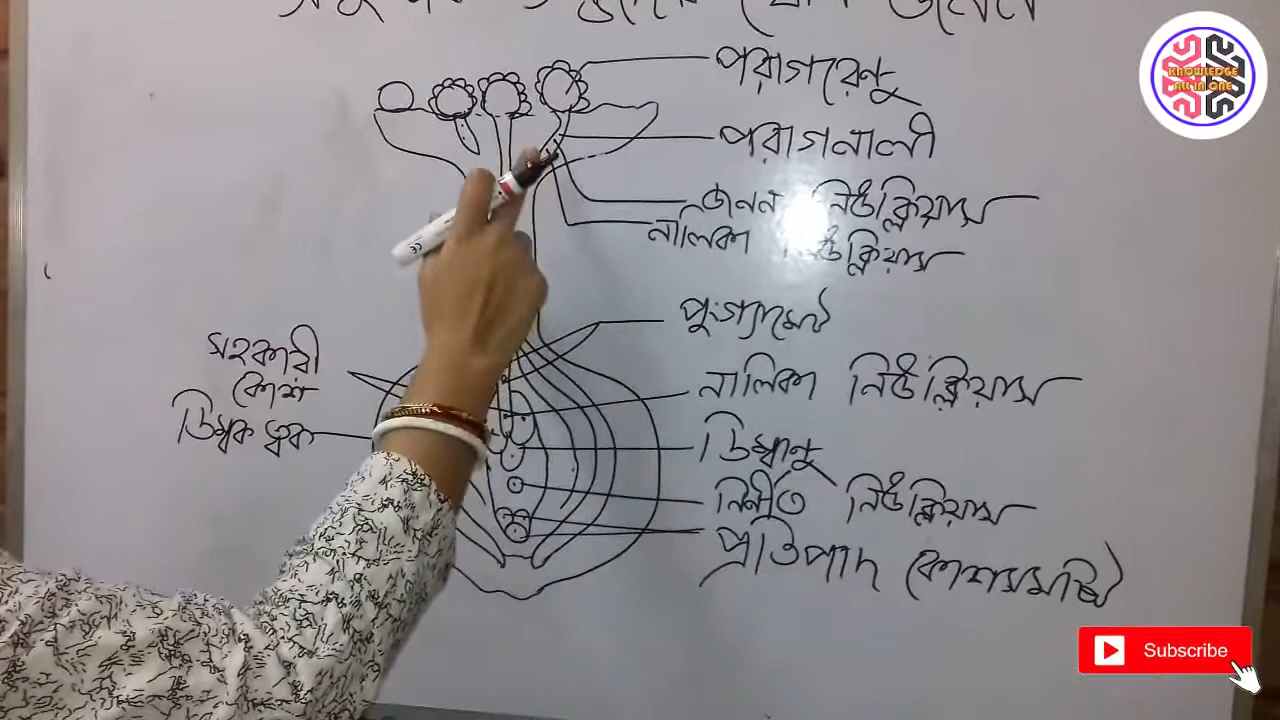 পরাগরেনু
পরাগনালী
জনন নিউক্লিয়াস
নালিকা নিউক্লিয়াস
পুংগ্যামেট
নালিকা নিউক্লিয়াস
ডিম্বানু
নির্নীত নিউক্লিয়াস
প্রতিপাদ কোশসমষ্টি
সহকারী
কোশ
ডিম্বক ত্বক
KNOWLEDGE
ALL IN ONE
Subscribe